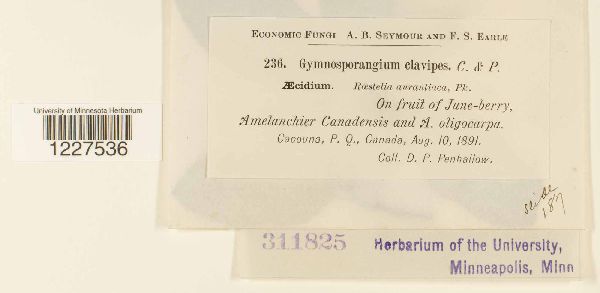 ECONOMIC FUNGI A. B. SEYMOUR AND F. S. EARLE
236. Gymnosporangium clavipes. C. & P.
Æcidium. Rœstelia aurantiaca, Pk.
On fruit of June-berry,
Amelanchier Canadensis and A. oligocarpa.
Cacouna, P. Q., Canada, Aug. 10, 1891.
Coll. D. P. Penhallow.
University of Minnesota Herbarium
1227536
311825 Herbarium of the University,
Minneapolis, Minn